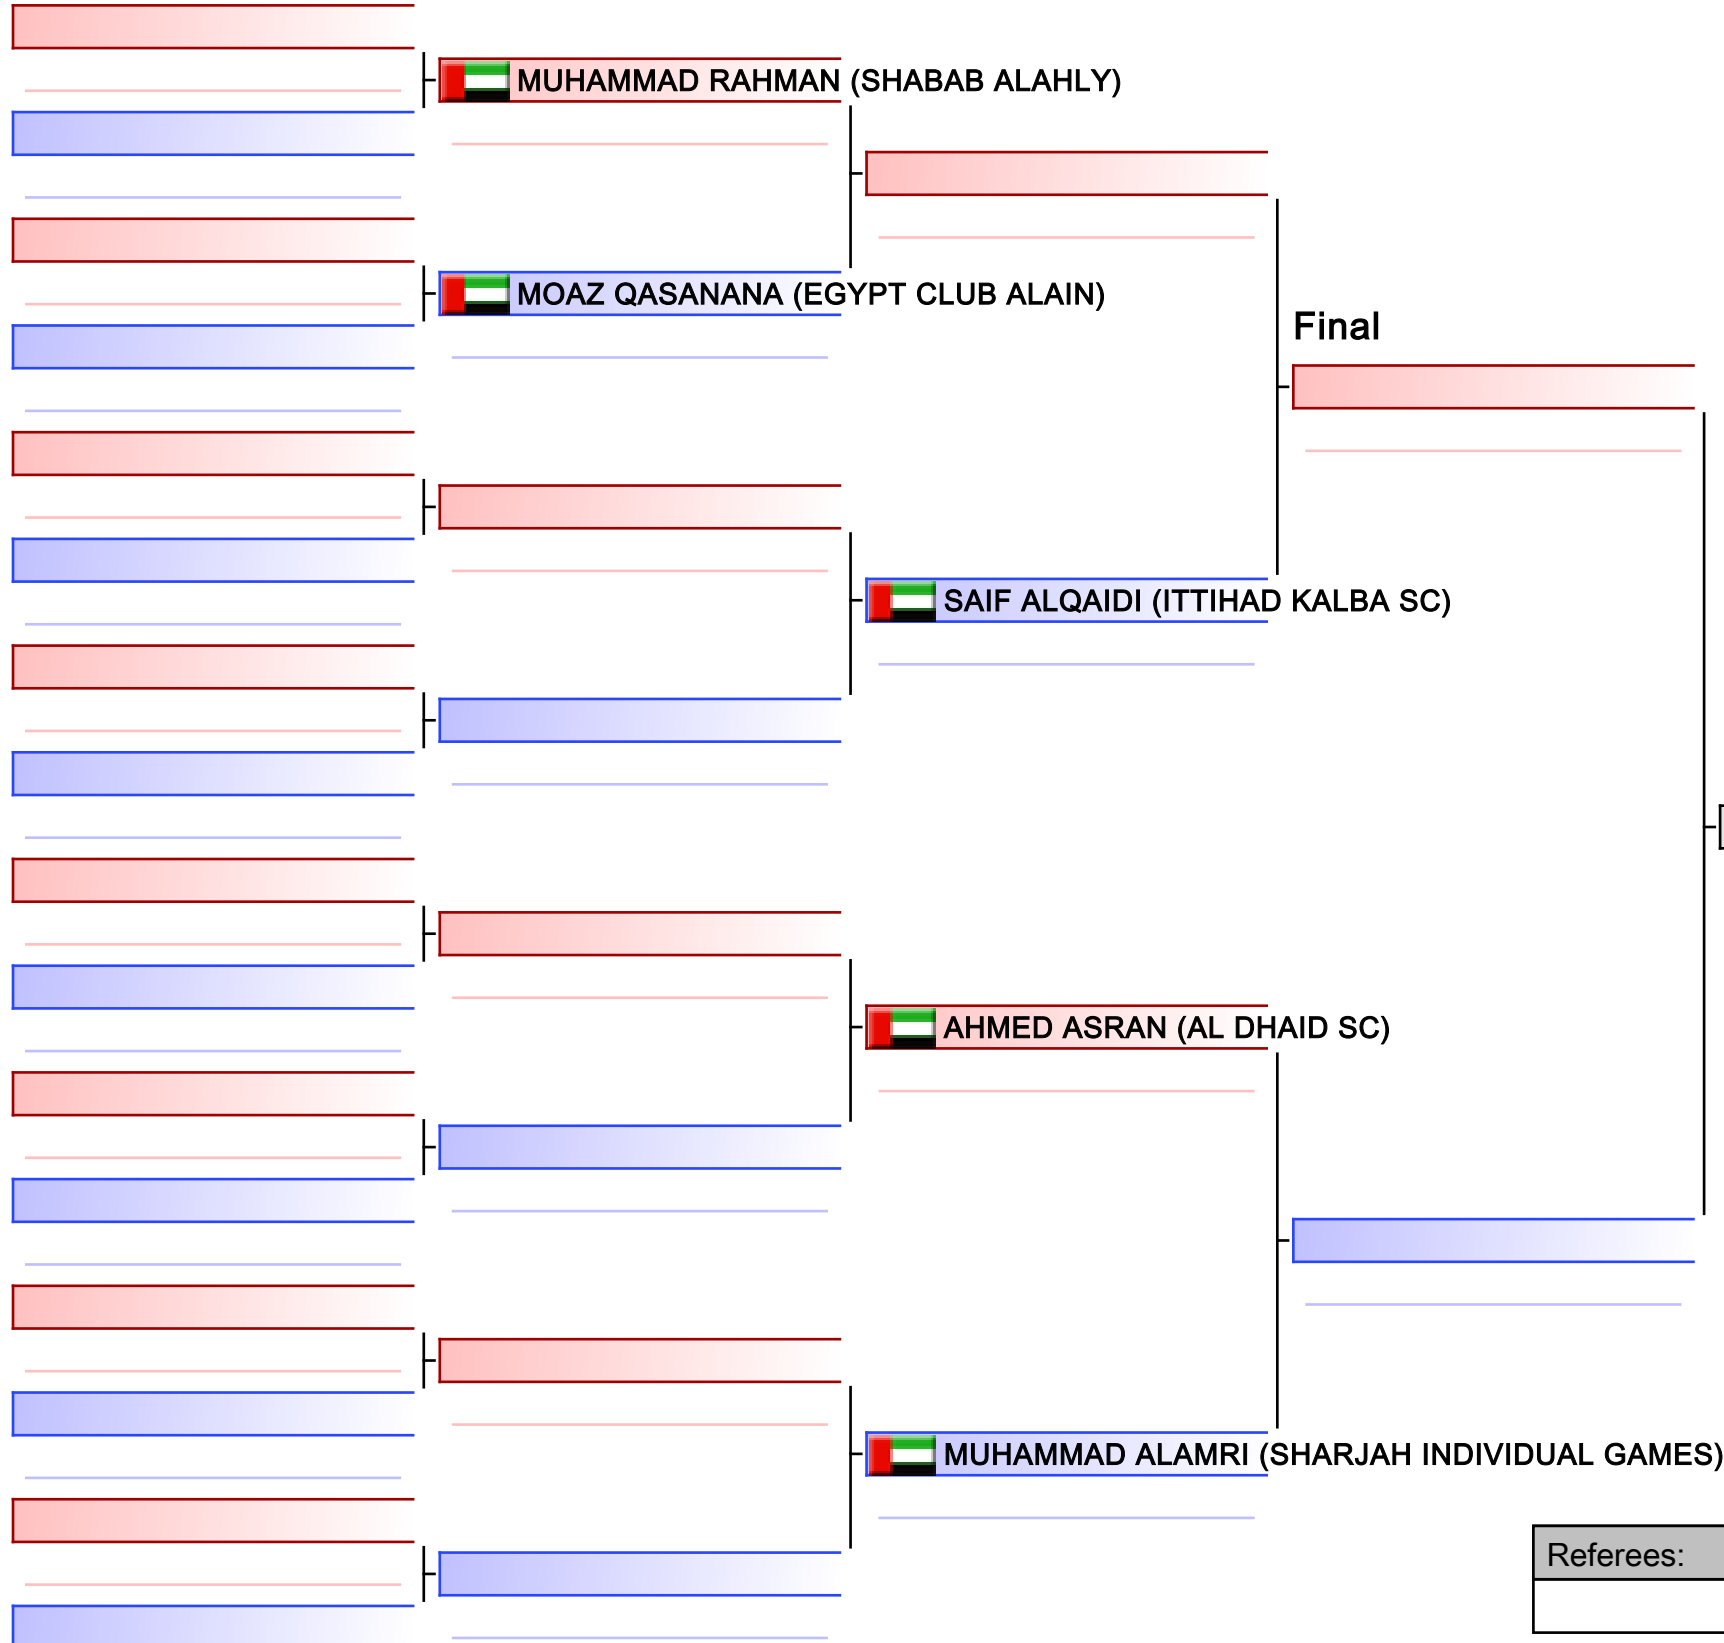 MUHAMMAD RAHMAN (SHABAB ALAHLY)
MOAZ QASANANA (EGYPT CLUB ALAIN)
Final
SAIF ALQAIDI (ITTIHAD KALBA SC)
AHMED ASRAN (AL DHAID SC)
MUHAMMAD ALAMRI (SHARJAH INDIVIDUAL GAMES)
Referees: